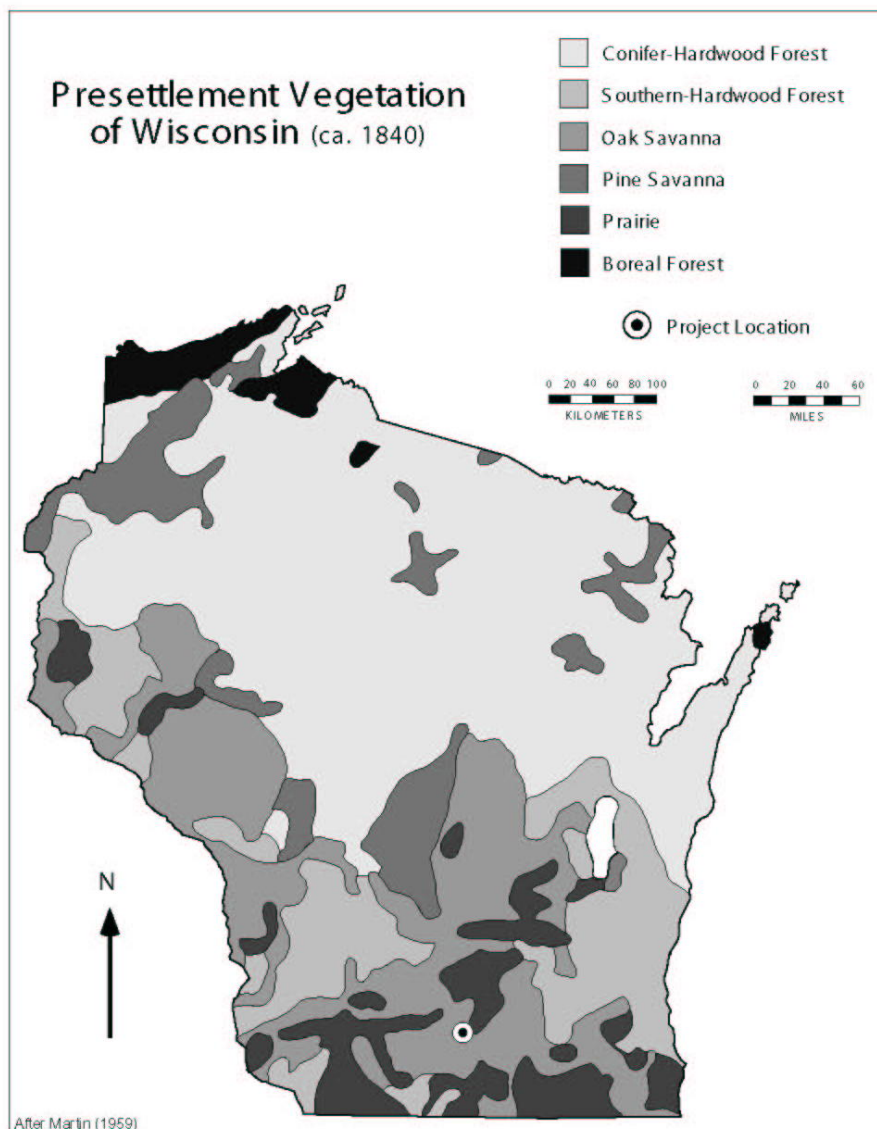 Presettlement Vegetation
of Wisconsin (ca. 1840)
Conifer-Hardwood Forest
Southern-Hardwood Forest
Oak Savanna
Pine Savanna
Prairie
Boreal Forest
Project Location
0 20 40 60 80 100
KILOMETERS
0 20 40 60
MILES
N
After Martin (1959)